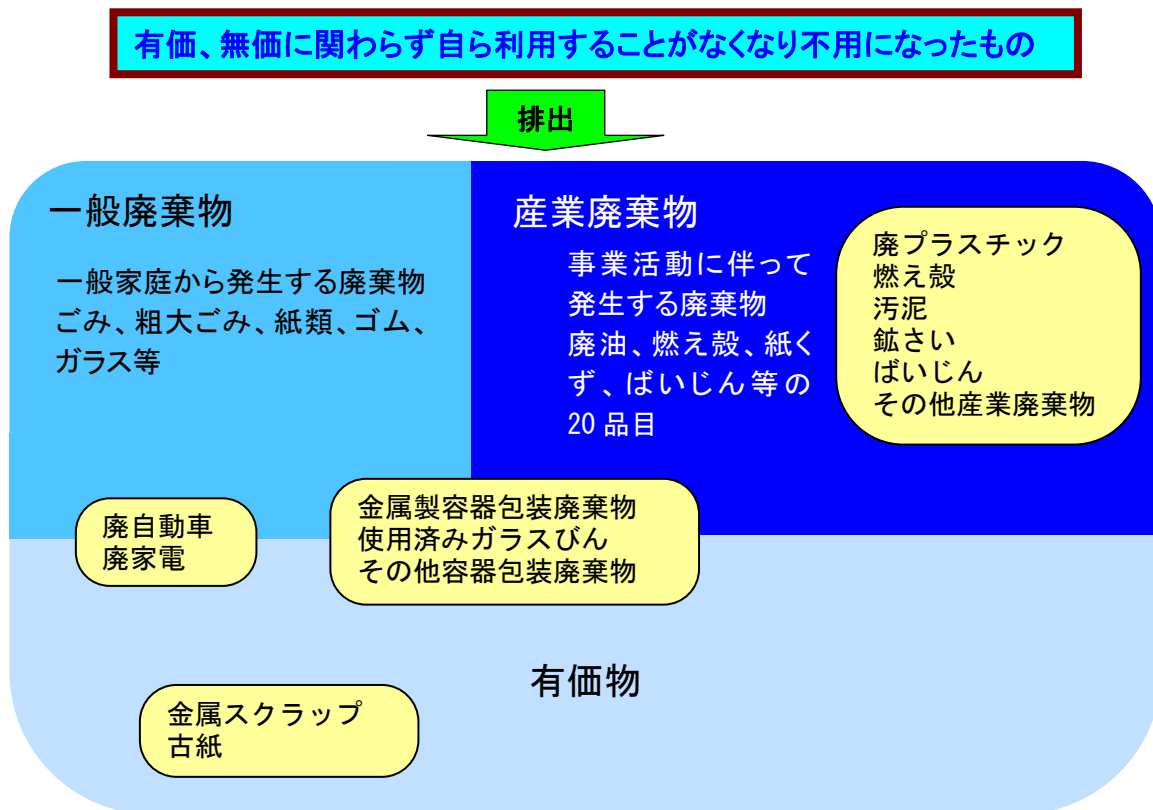 有価、無価に関わらず自ら利用することがなくなり不用になったもの
排出
一般廃棄物
一般家庭から発生する廃棄物
ごみ、粗大ごみ、紙類、ゴム、
ガラス等
産業廃棄物
事業活動に伴って
発生する廃棄物
廃油、燃え殻、紙く
ず、ばいじん等の
20品目
廃プラスチック
燃え殻
汚泥
鉱さい
ばいじん
その他産業廃棄物
廃自動車
廃家電
金属製容器包装廃棄物
使用済みガラスびん
その他容器包装廃棄物
有価物
金属スクラップ
古紙